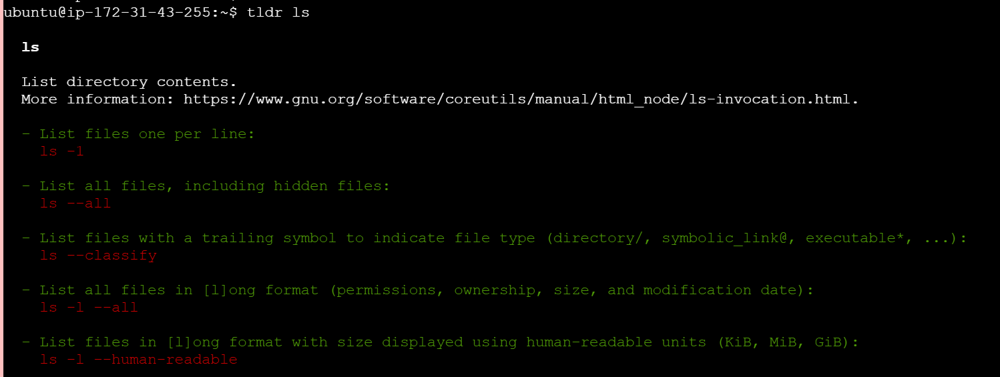 ubuntu@ip-172-31-43-255:~$ tldr ls
ls
List directory contents.
More information: https://www.gnu.org/software/coreutils/manual/html_node/ls-invocation.html.
- List files one per line:
ls -1
- List all files, including hidden files:
ls --all
- List files with a trailing symbol to indicate file type (directory/, symbolic_link@, executable*, ...):
ls --classify
- List all files in [l]ong format (permissions, ownership, size, and modification date):
ls -l --all
- List files in [l]ong format with size displayed using human-readable units (KiB, MiB, GiB):
ls -l --human-readable